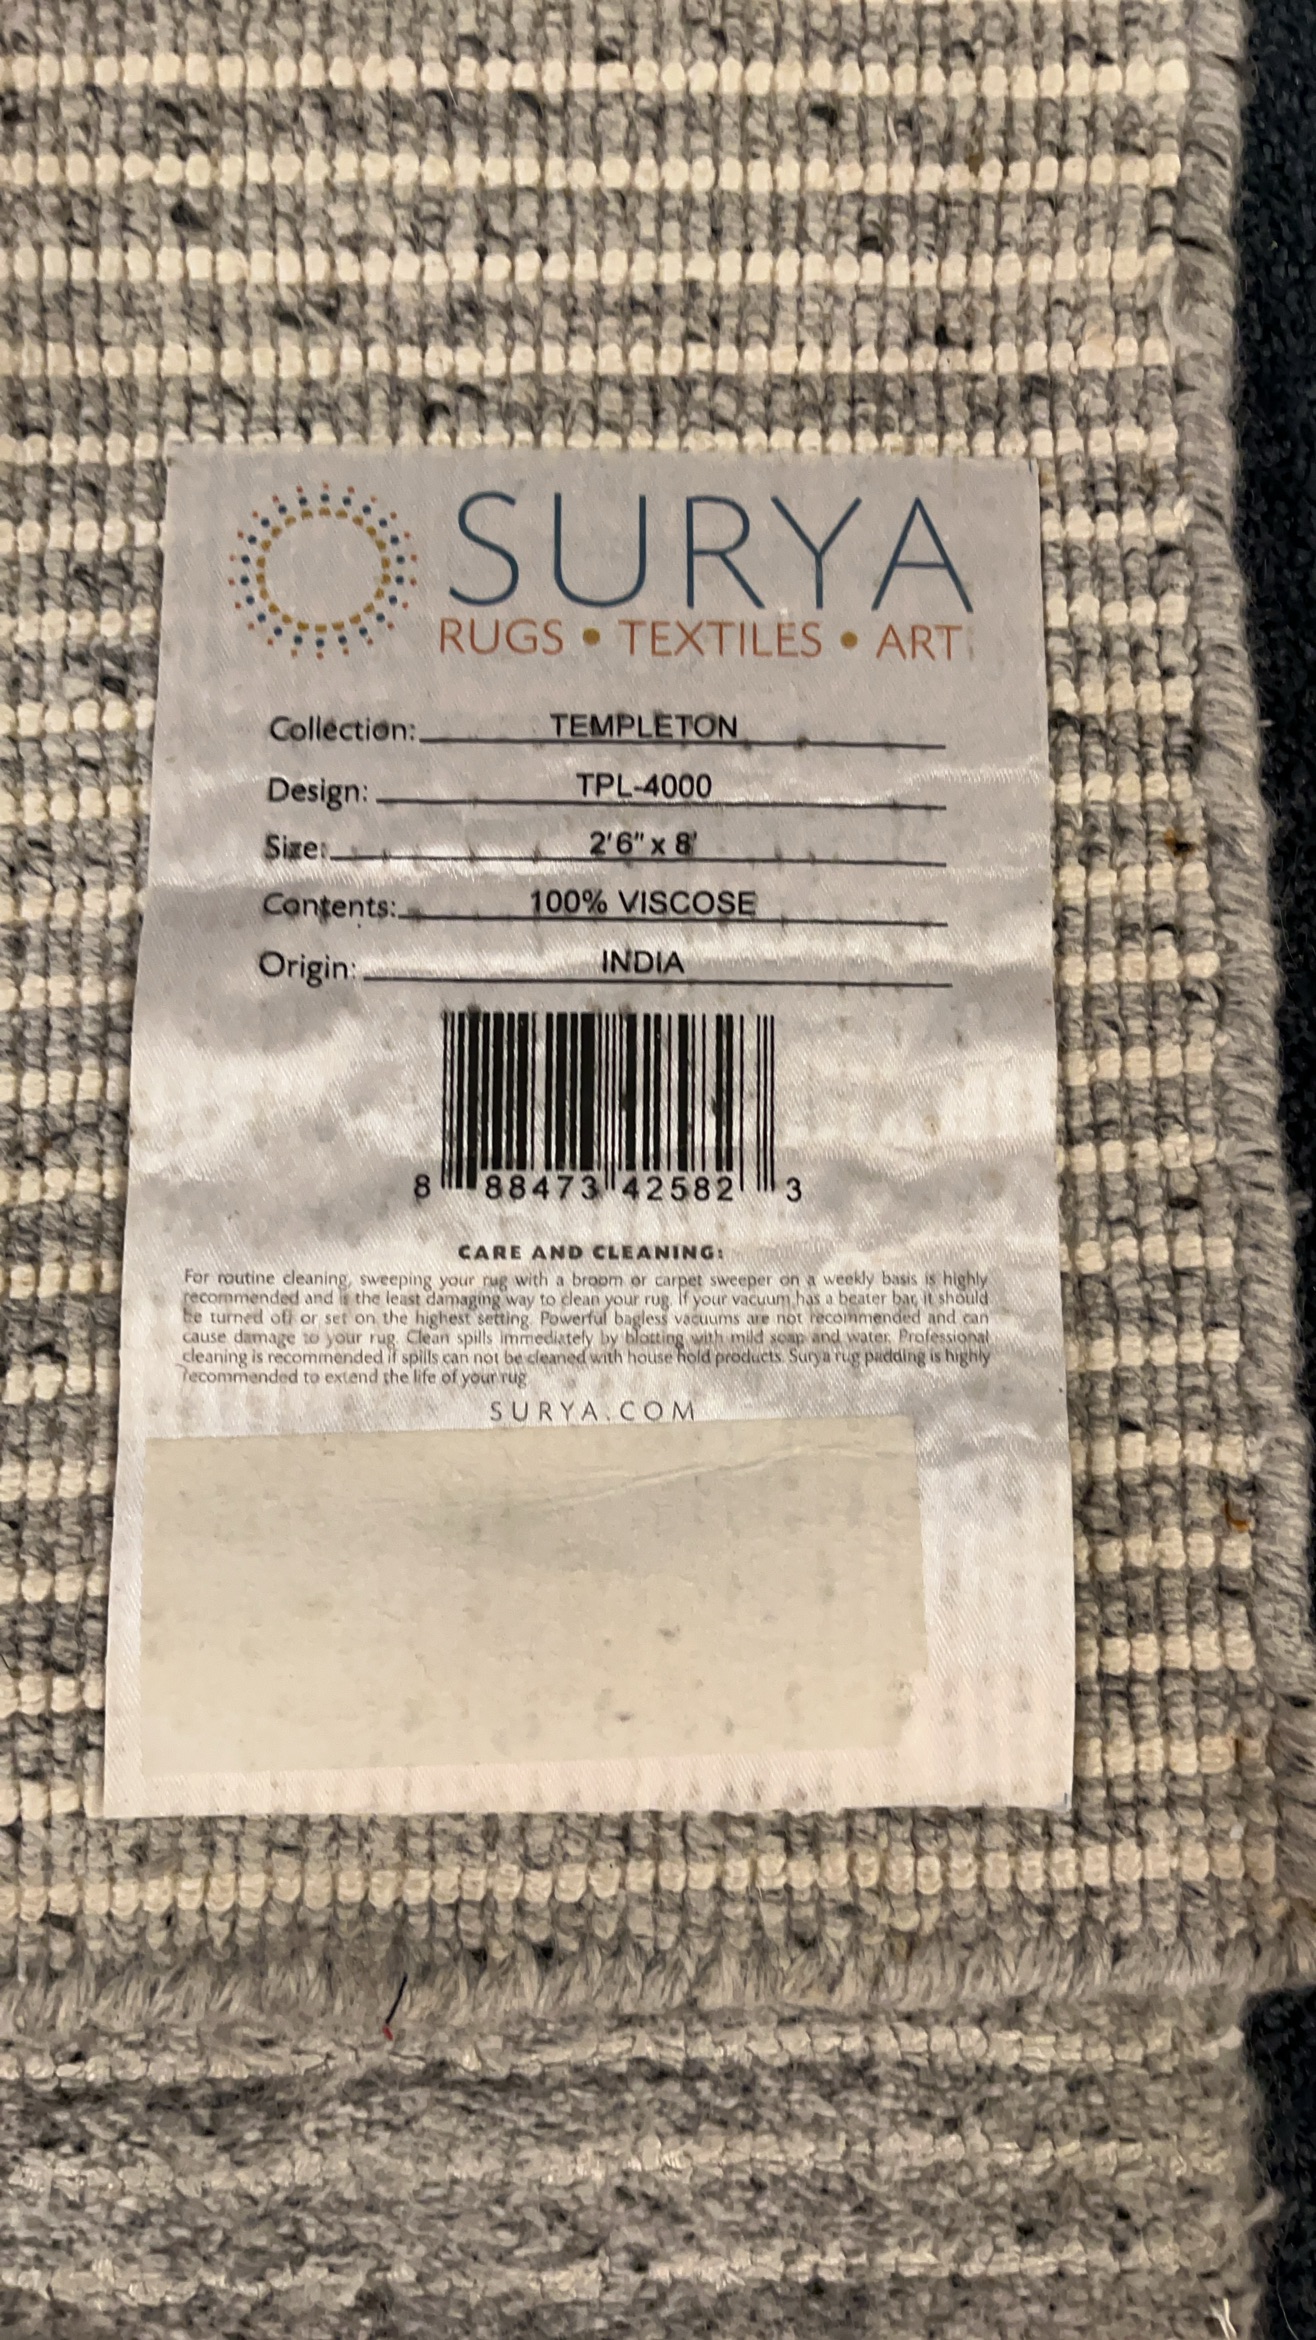 SURYA
RUGS • TEXTILES • ART
Collection: TEMPLETON
Design: TPL-4000
Size: 2'6" x 8'
Contents: 100% VISCOSE
Origin: INDIA
8 88473 42582 3
CARE AND CLEANING:
For routine cleaning, sweeping your rug with a broom or carpet sweeper on a weekly basis is highly
recommended and is the least damaging way to clean your rug. If your vacuum has a beater bar, it should
be turned off or set on the highest setting. Powerful bagless vacuums are not recommended and can
cause damage to your rug. Clean spills immediately by blotting with mild soap and water. Professional
cleaning is recommended if spills can not be cleaned with house hold products. Surya rug padding is highly
recommended to extend the life of your rug
SURYA.COM